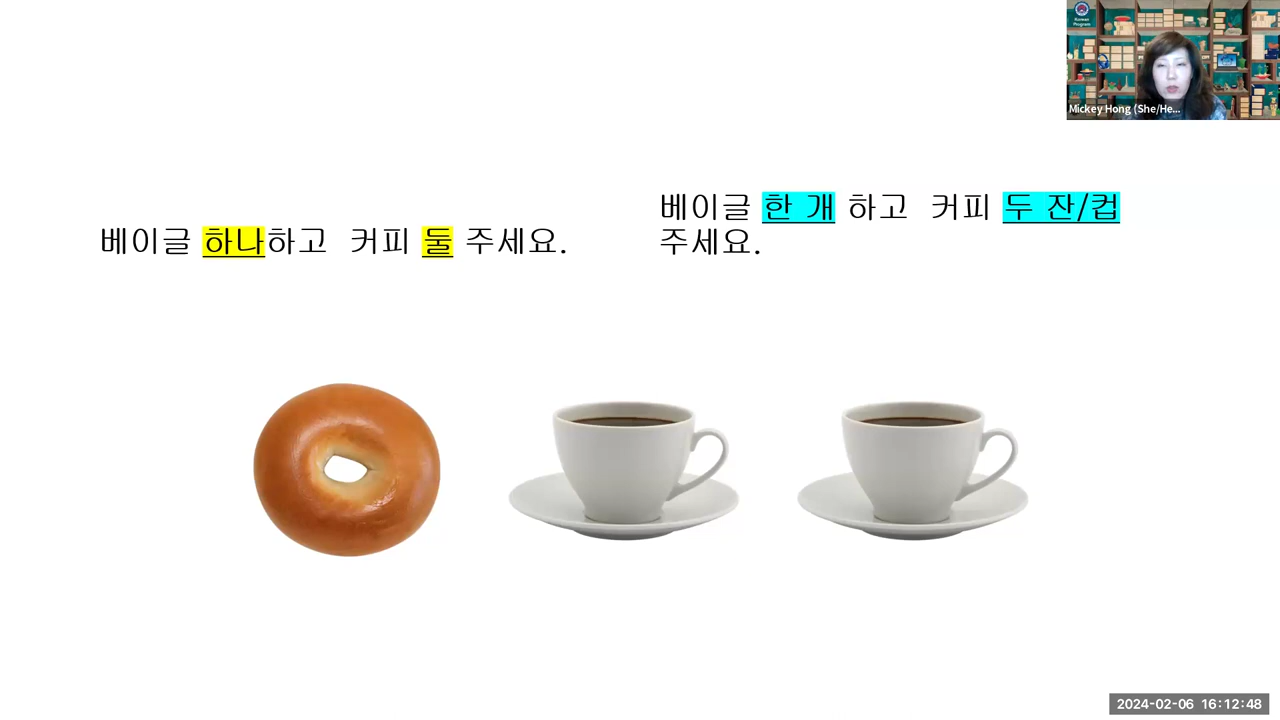 베이글 하나하고 커피 둘 주세요.
베이글 한 개 하고 커피 두 잔/컵
주세요.
Korean
Program
Mickey Hong (She/He...
2024-02-06 16:12:48